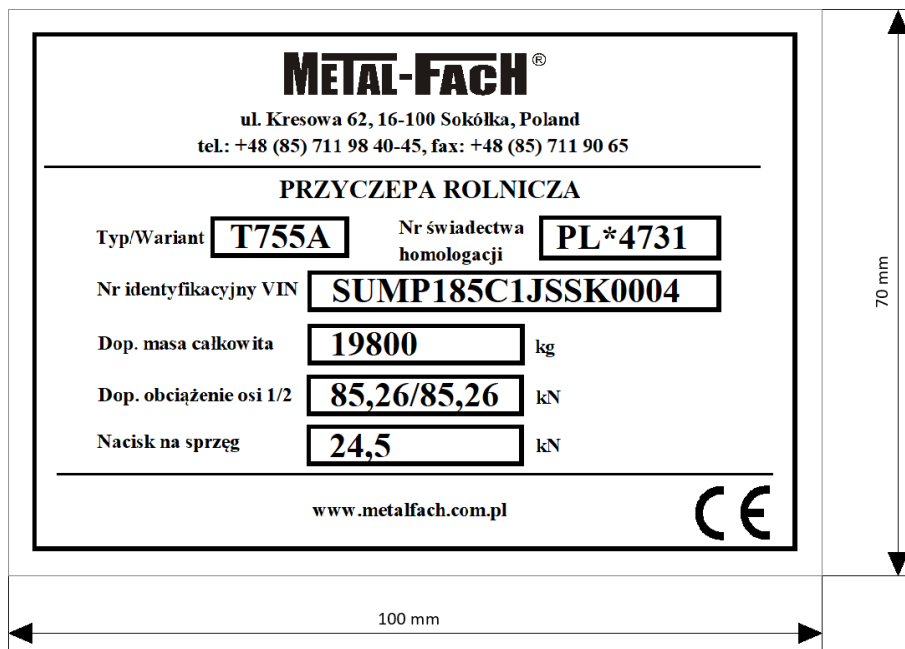 METAL-FACH®
ul. Kresowa 62, 16-100 Sokółka, Poland
tel.: +48 (85) 711 98 40-45, fax: +48 (85) 711 90 65
PRZYCZEPA ROLNICZA
Typ/Wariant T755A Nr świadectwa homologacji PL*4731
Nr identyfikacyjny VIN SUMP185C1JSSK0004
Dop. masa całkowita 19800 kg
Dop. obciążenie osi 1/2 85,26/85,26 kN
Nacisk na sprzęg 24,5 kN
www.metalfach.com.pl CE
70 mm
100 mm